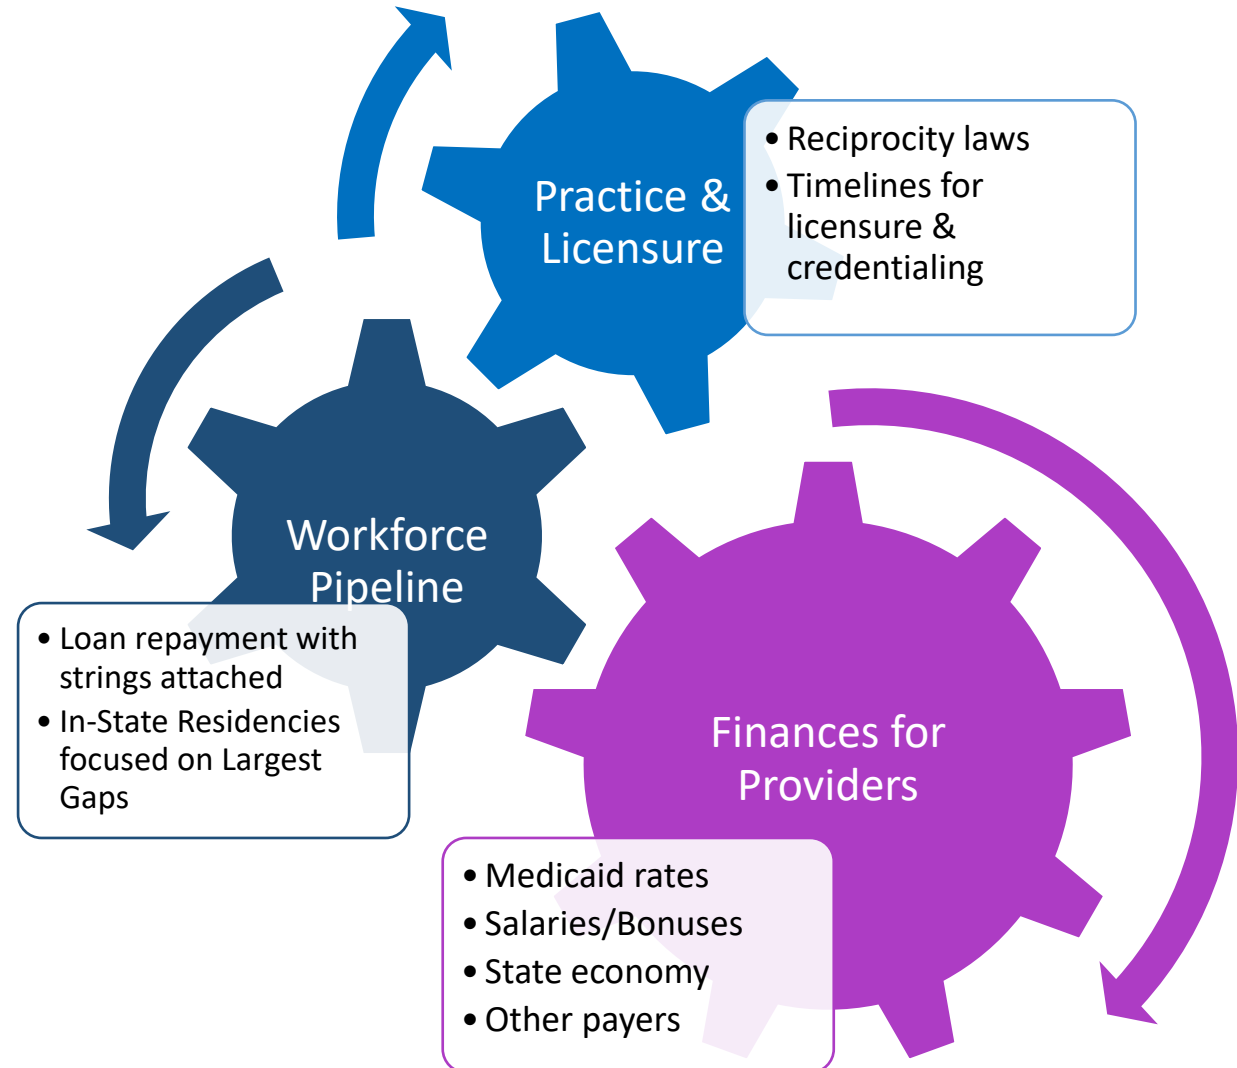 Practice &
Licensure
• Reciprocity laws
• Timelines for
licensure &
credentialing
Workforce
Pipeline
• Loan repayment with
strings attached
• In-State Residencies
focused on Largest
Gaps
Finances for
Providers
• Medicaid rates
• Salaries/Bonuses
• State economy
• Other payers